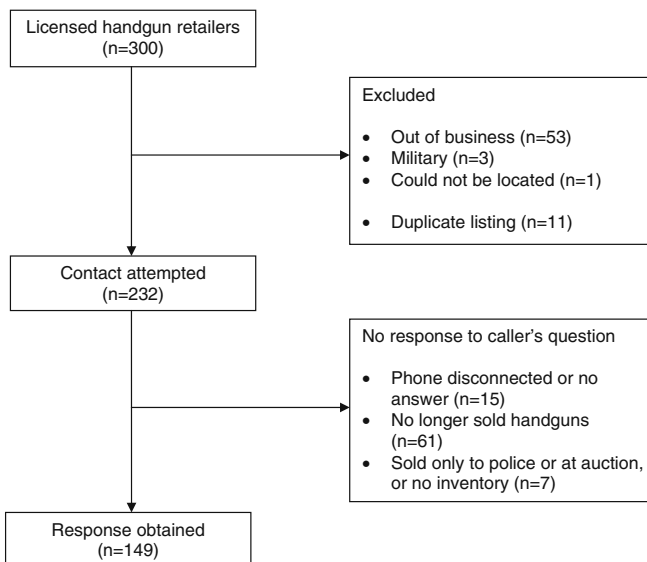 Licensed handgun retailers
(n=300)
Excluded
• Out of business (n=53)
• Military (n=3)
• Could not be located (n=1)
• Duplicate listing (n=11)
Contact attempted
(n=232)
No response to caller’s question
• Phone disconnected or no
answer (n=15)
• No longer sold handguns
(n=61)
• Sold only to police or at auction,
or no inventory (n=7)
Response obtained
(n=149)